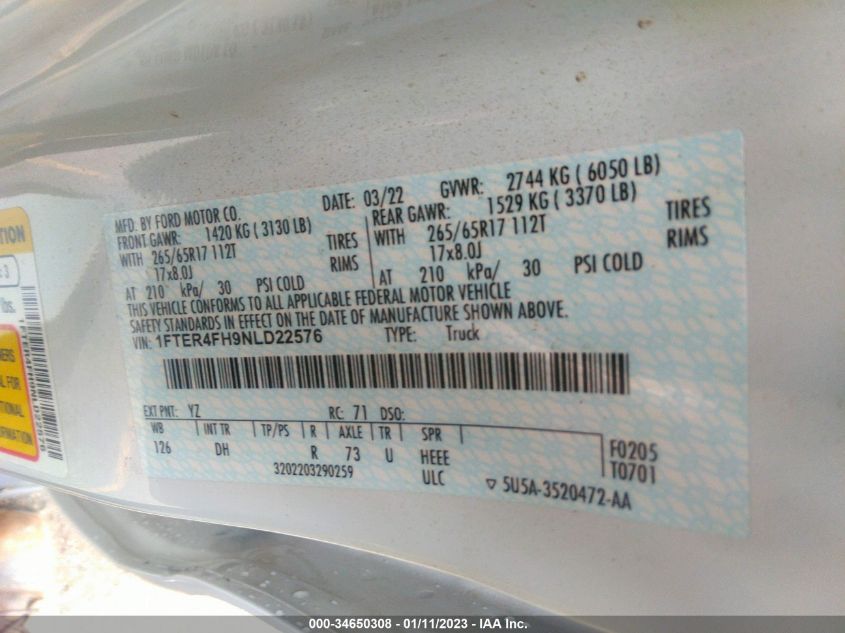 MFD. BY FORD MOTOR CO.
DATE: 03/22
GVWR: 2744 KG ( 6050 LB)
FRONT GAWR: 1420 KG ( 3130 LB)
REAR GAWR: 1529 KG ( 3370 LB)
WITH 265/65R17 112T TIRES
WITH 265/65R17 112T TIRES
17x8.0J RIMS
17x8.0J RIMS
AT 210 kPa/ 30 PSI COLD
AT 210 kPa/ 30 PSI COLD
THIS VEHICLE CONFORMS TO ALL APPLICABLE FEDERAL MOTOR VEHICLE
SAFETY STANDARDS IN EFFECT ON THE DATE OF MANUFACTURE SHOWN ABOVE.
VIN: 1FTER4FH9NLD22576 TYPE: Truck
EXT PNT: YZ RC: 71 DSO:
WB INT TR TP/PS R AXLE TR SPR
126 DH R 73 U HEEE
ULC
F0205
T0701
3202203290259
5U5A-3520472-AA
lbs.
1FTER4FH9NLD22576
000-34650308 - 01/11/2023 - IAA Inc.